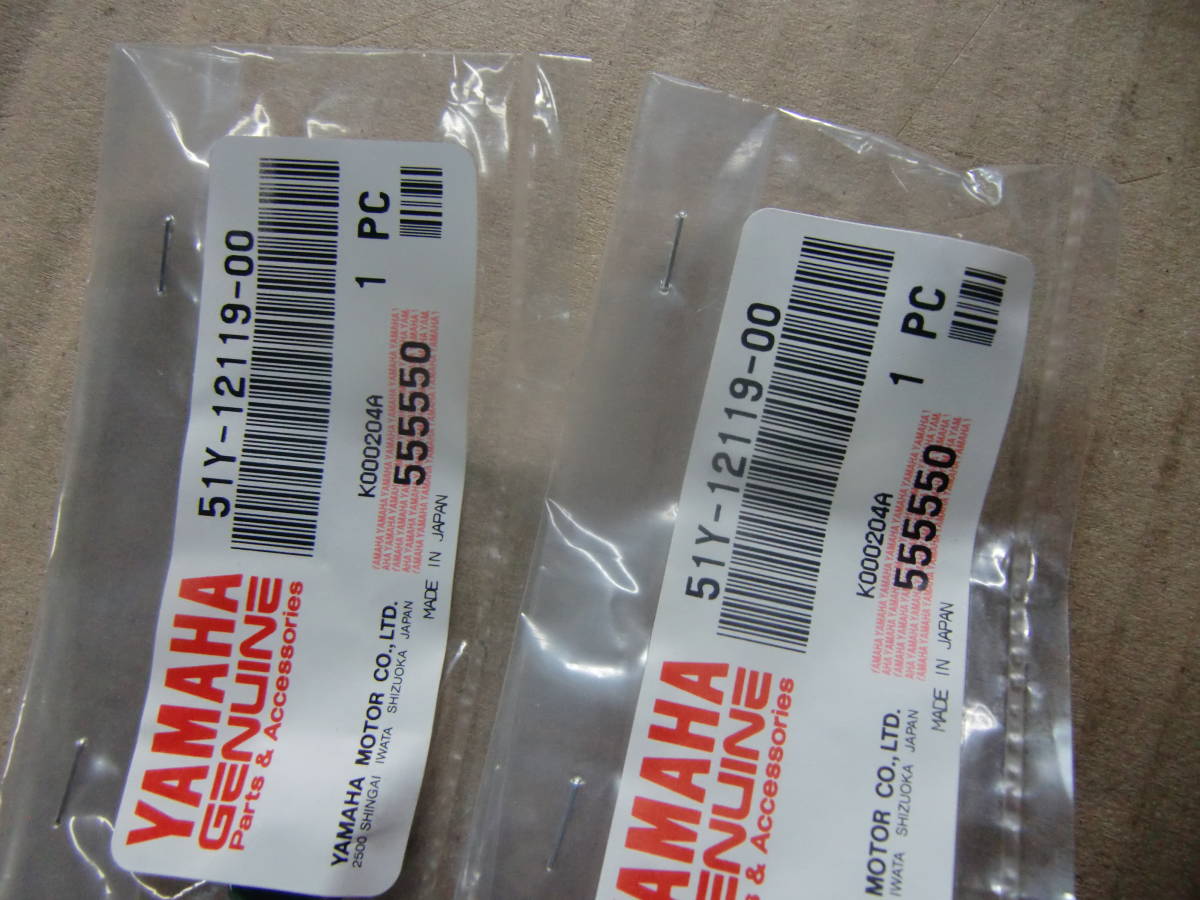 51Y-12119-00
1 PC
K000204A
555550
MADE IN JAPAN
YAMAHA
GENUINE
Parts & Accessories
YAMAHA MOTOR CO.,LTD.
2500 SHINGAI IWATA SHIZUOKA JAPAN
51Y-12119-00
1 PC
K000204A
555550
MADE IN JAPAN
YAMAHA
GENUINE
& Accessories
MOTOR CO.,LTD.
IWATA SHIZUOKA JAPAN